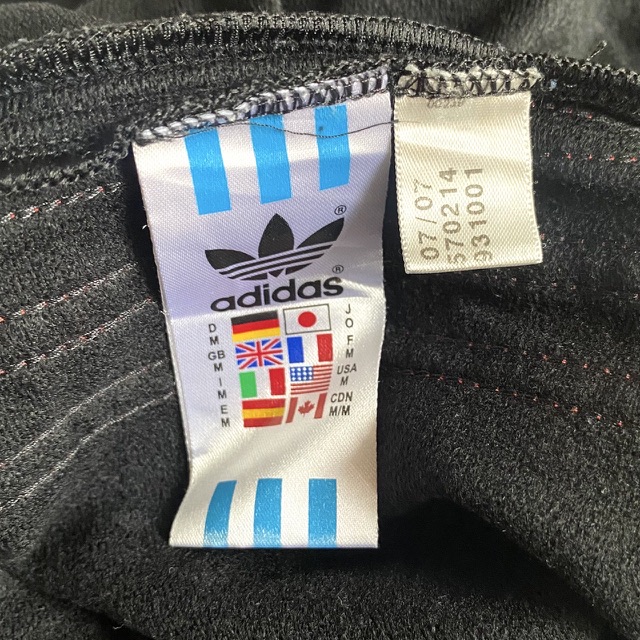 ®
adidas®
D M
GB M
I M
E M
J O
F M
USA M
CDN M/M
07/07
570214
931001